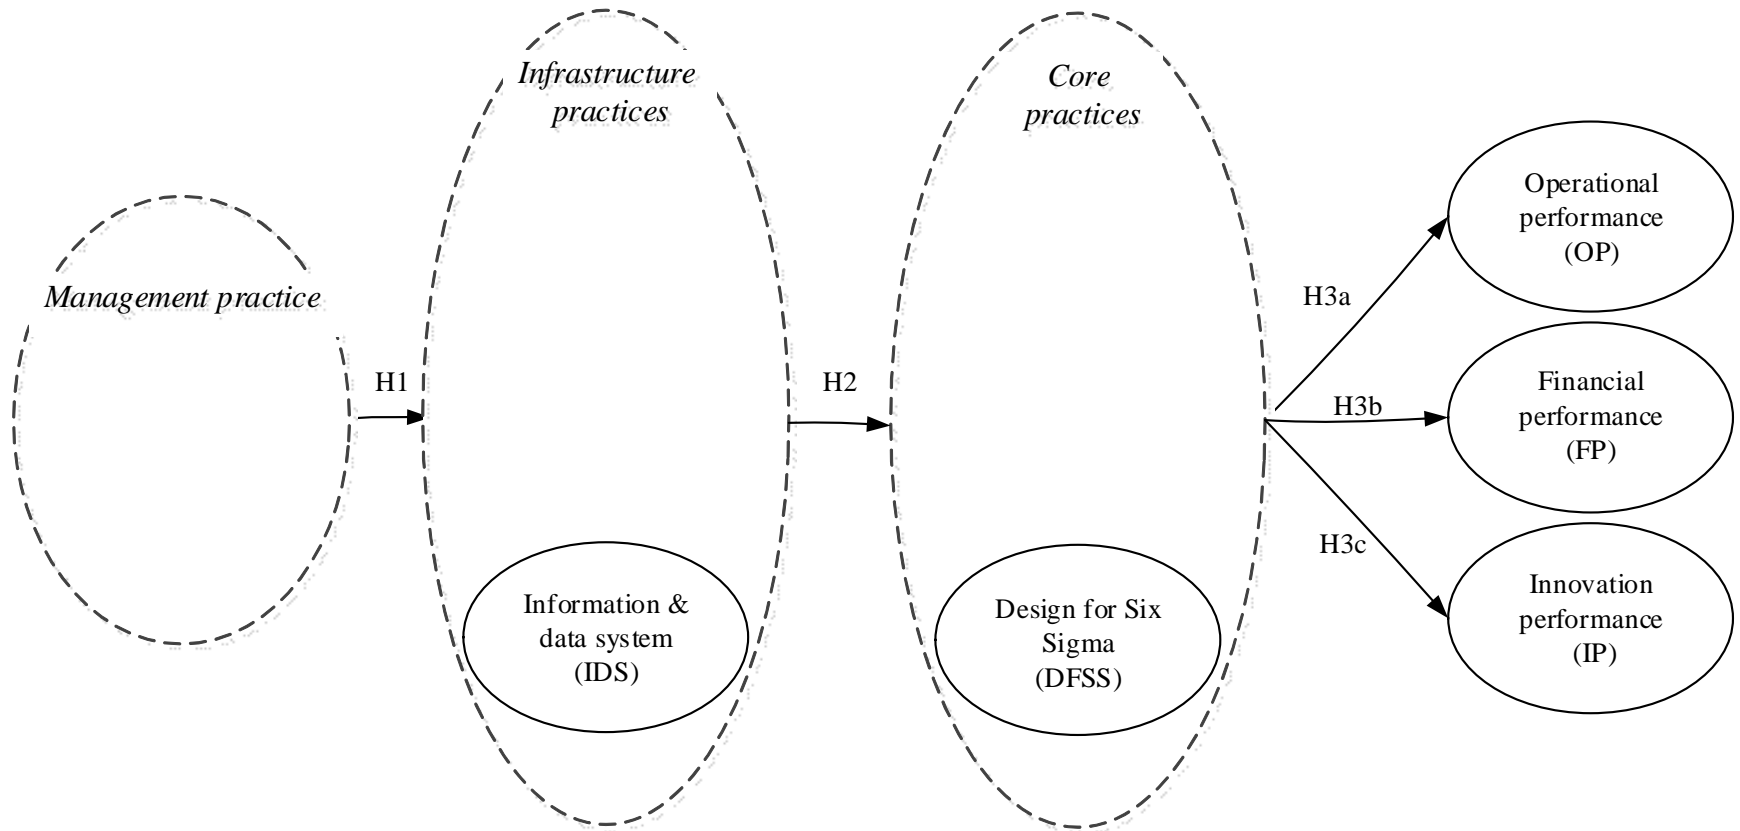 Management practice
H1
Infrastructure
practices
Information &
data system
(IDS)
H2
Core
practices
Design for Six
Sigma
(DFSS)
H3a
H3b
H3c
Operational
performance
(OP)
Financial
performance
(FP)
Innovation
performance
(IP)